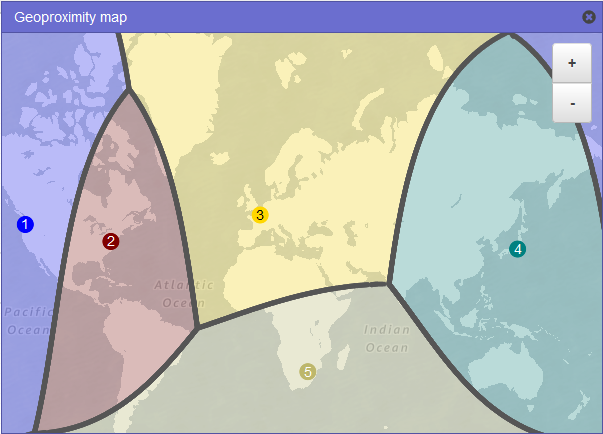 Geoproximity map
+
-
1
2
3
4
5
Atlantic
Ocean
Pacific
Ocean
Indian
Ocean